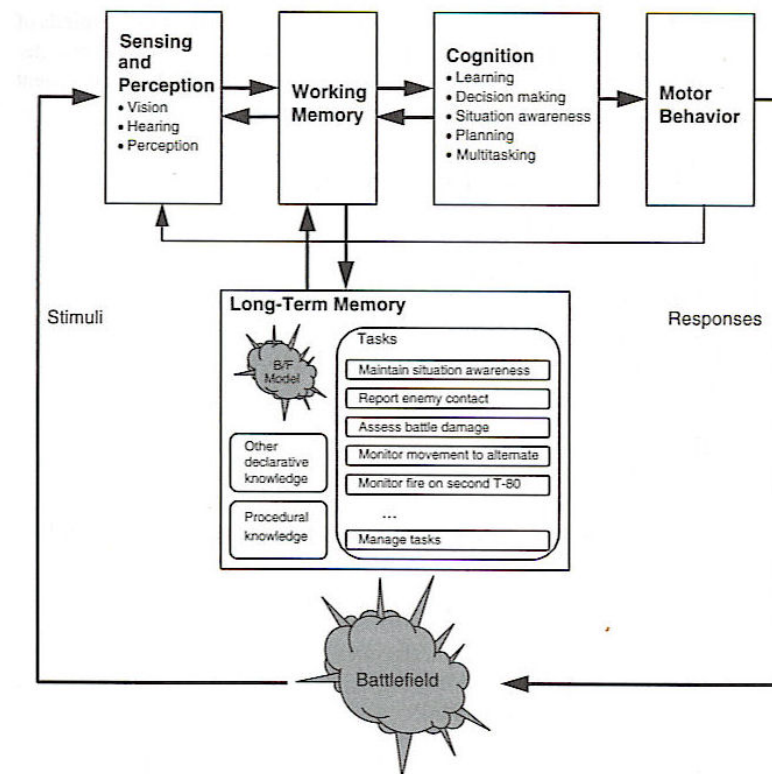 Sensing
and
Perception
• Vision
• Hearing
• Perception
Working
Memory
Cognition
• Learning
• Decision making
• Situation awareness
• Planning
• Multitasking
Motor
Behavior
Stimuli
Responses
Long-Term Memory
B/F
Model
Other
declarative
knowledge
Procedural
knowledge
Tasks
Maintain situation awareness
Report enemy contact
Assess battle damage
Monitor movement to alternate
Monitor fire on second T-80
...
Manage tasks
Battlefield